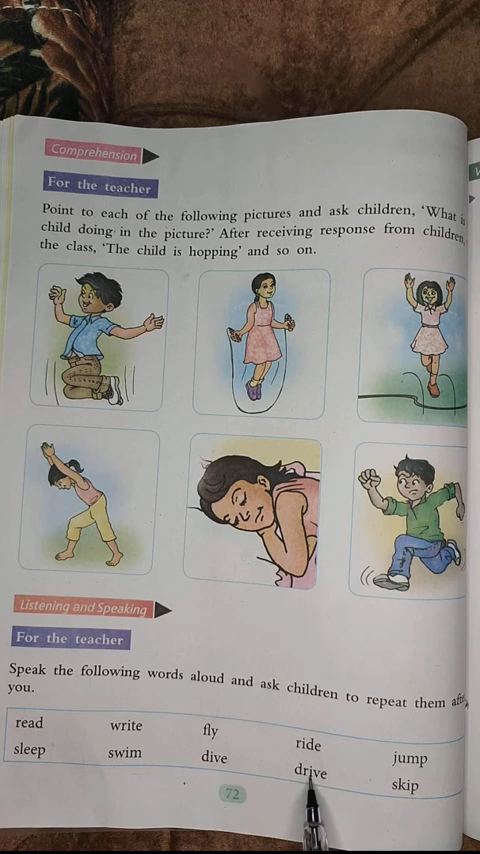 Comprehension
For the teacher
Point to each of the following pictures and ask children, ‘What is
child doing in the picture?’ After receiving response from children,
the class, ‘The child is hopping’ and so on.
Listening and Speaking
For the teacher
Speak the following words aloud and ask children to repeat them after
you.
read write fly ride jump
sleep swim dive drive skip
72